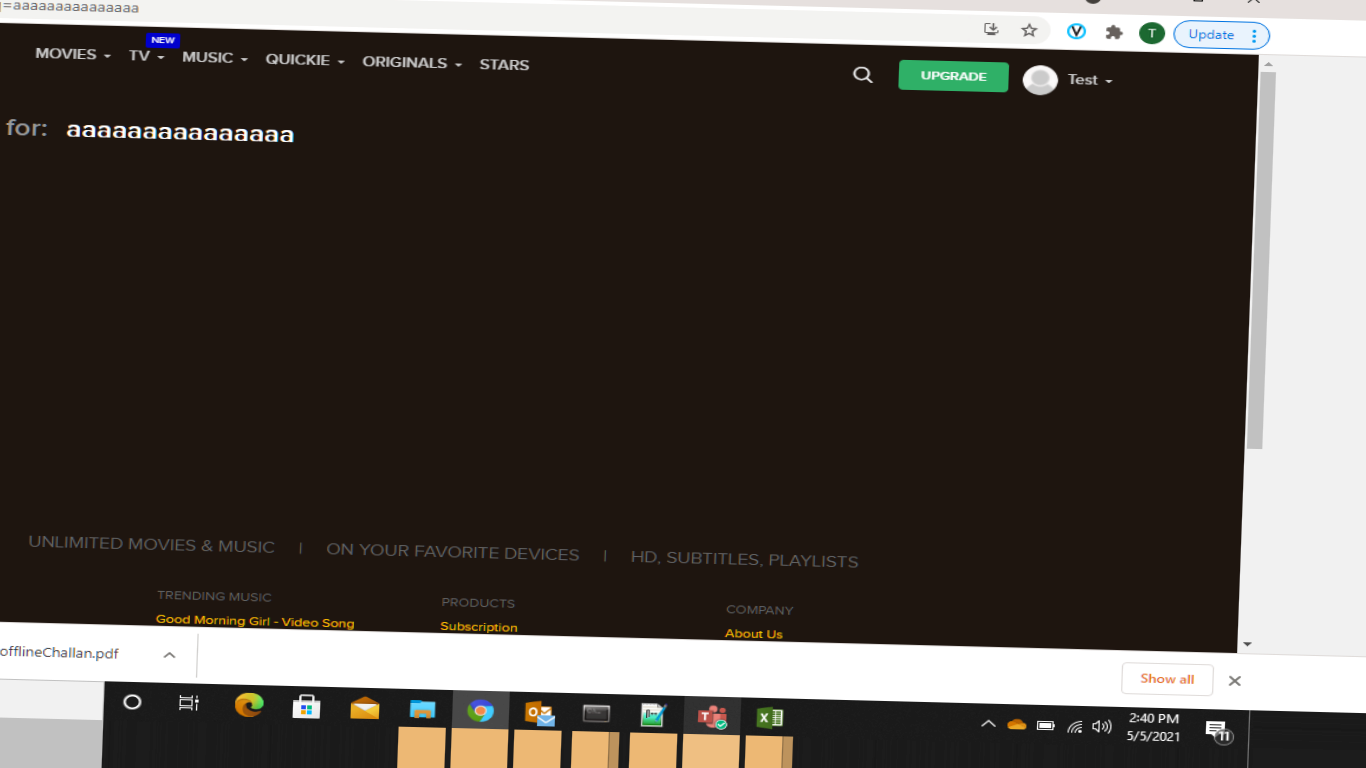 q=aaaaaaaaaaaaaaa
T
Update
NEW
MOVIES TV MUSIC QUICKIE ORIGINALS STARS
UPGRADE
Test
for: aaaaaaaaaaaaaaa
UNLIMITED MOVIES & MUSIC | ON YOUR FAVORITE DEVICES | HD, SUBTITLES, PLAYLISTS
TRENDING MUSIC PRODUCTS COMPANY
Good Morning Girl - Video Song Subscription About Us
offlineChallan.pdf
Show all
2:40 PM
5/5/2021
11